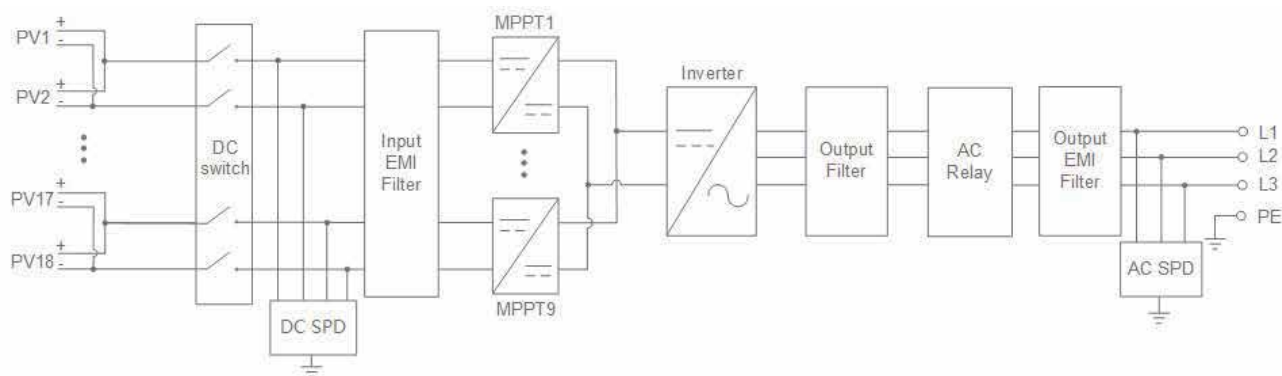 PV1
+
-
PV2
+
-
PV17
+
-
PV18
+
-
DC
switch
DC SPD
Input
EMI
Filter
MPPT1
MPPT9
Inverter
Output
Filter
AC
Relay
Output
EMI
Filter
L1
L2
L3
PE
AC SPD